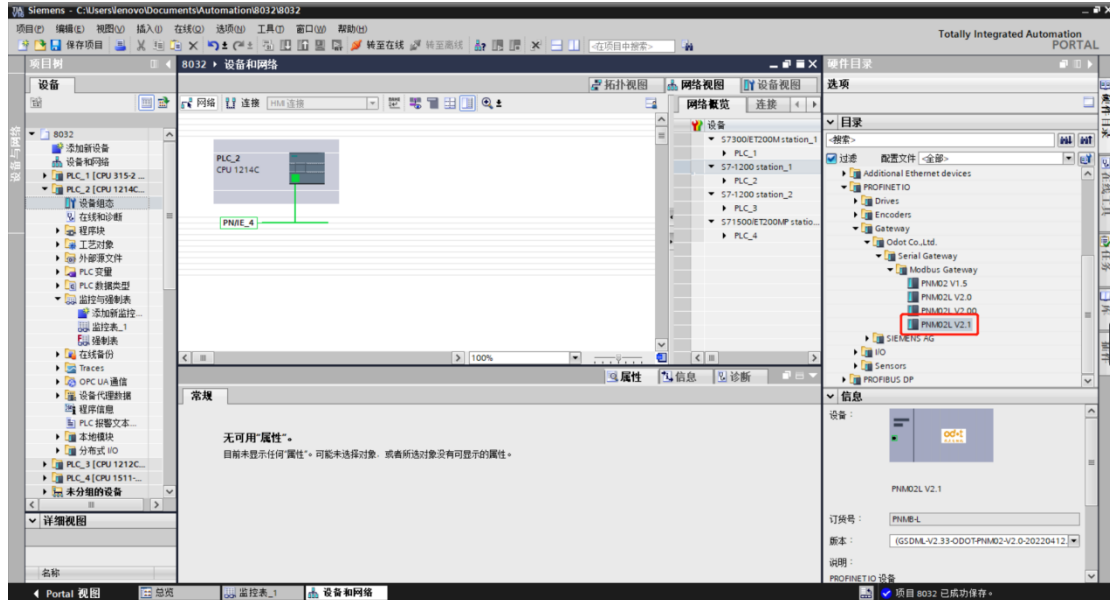 Siemens - C:\Users\lenovo\Documents\Automation\8032\8032
项目(P) 编辑(E) 视图(V) 插入(I) 在线(O) 选项(N) 工具(T) 窗口(W) 帮助(H)
Totally Integrated Automation
PORTAL
保存项目
转至在线
转至离线
<在项目中搜索>
项目树
设备
设备与网络
8032
添加新设备
设备和网络
PLC_1 [CPU 315-2 ...
PLC_2 [CPU 1214C...
设备组态
在线和诊断
程序块
工艺对象
外部源文件
PLC 变量
PLC 数据类型
监控与强制表
添加新监控...
监控表_1
强制表
在线备份
Traces
OPC UA 通信
设备代理数据
程序信息
PLC 报警文本...
本地模块
分布式 I/O
PLC_3 [CPU 1212C...
PLC_4 [CPU 1511-...
未分组的设备
详细视图
名称
8032 ▸ 设备和网络
拓扑视图 网络视图 设备视图
网络 连接 HMI 连接
PLC_2
CPU 1214C
PN/IE_4
100%
网络概览 连接
设备
S7300/ET200M station_1
PLC_1
S7-1200 station_1
PLC_2
S7-1200 station_2
PLC_3
S71500/ET200MP statio...
PLC_4
属性 信息 诊断
常规
无可用“属性”。
目前未显示任何“属性”。可能未选择对象，或者所选对象没有可显示的属性。
硬件目录
选项
目录
<搜索>
过滤 配置文件 <全部>
Additional Ethernet devices
PROFINET IO
Drives
Encoders
Gateway
Odot Co.,Ltd.
Serial Gateway
Modbus Gateway
PNM02 V1.5
PNM02L V2.0
PNM02L V2.00
PNM02L V2.1
SIEMENS AG
I/O
Sensors
PROFIBUS DP
信息
设备：
odot
PNM02L V2.1
订货号： PNMB-L
版本： (GSDML-V2.33-ODOT-PNM02-V2.0-20220412.
说明：
PROFINET IO 设备
硬件目录
在线工具
任务
库
Portal 视图 总览 监控表_1 设备和网络
项目 8032 已成功保存。